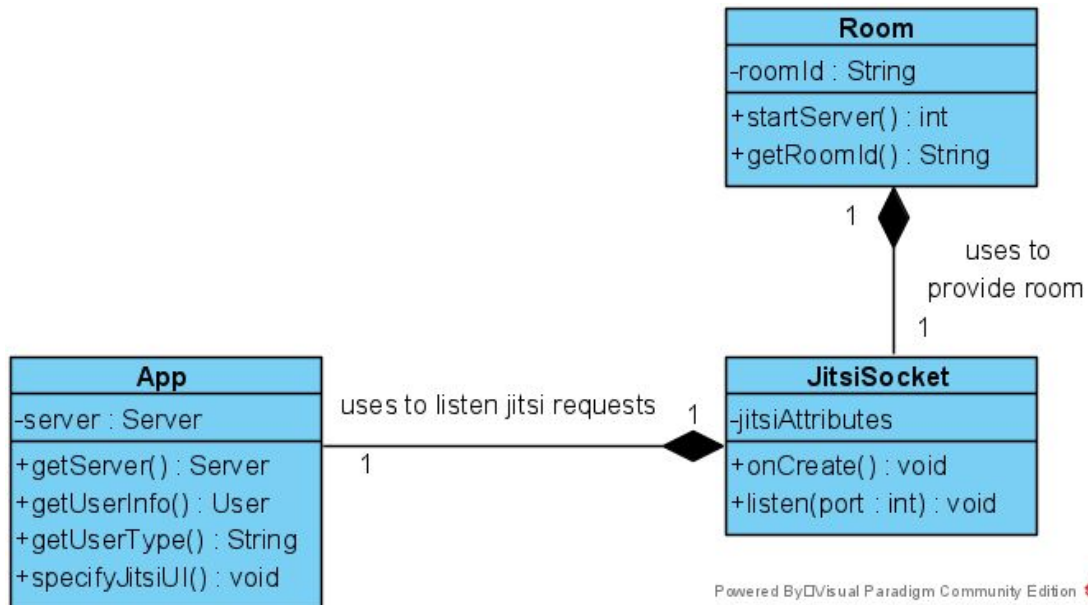 Room
-roomId : String
+startServer() : int
+getRoomId() : String
1
uses to
provide room
1
App
-server : Server
+getServer() : Server
+getUserInfo() : User
+getUserType() : String
+specifyJitsiUI() : void
uses to listen jitsi requests
1
1
JitsiSocket
-jitsiAttributes
+onCreate() : void
+listen(port : int) : void
Powered By□Visual Paradigm Community Edition